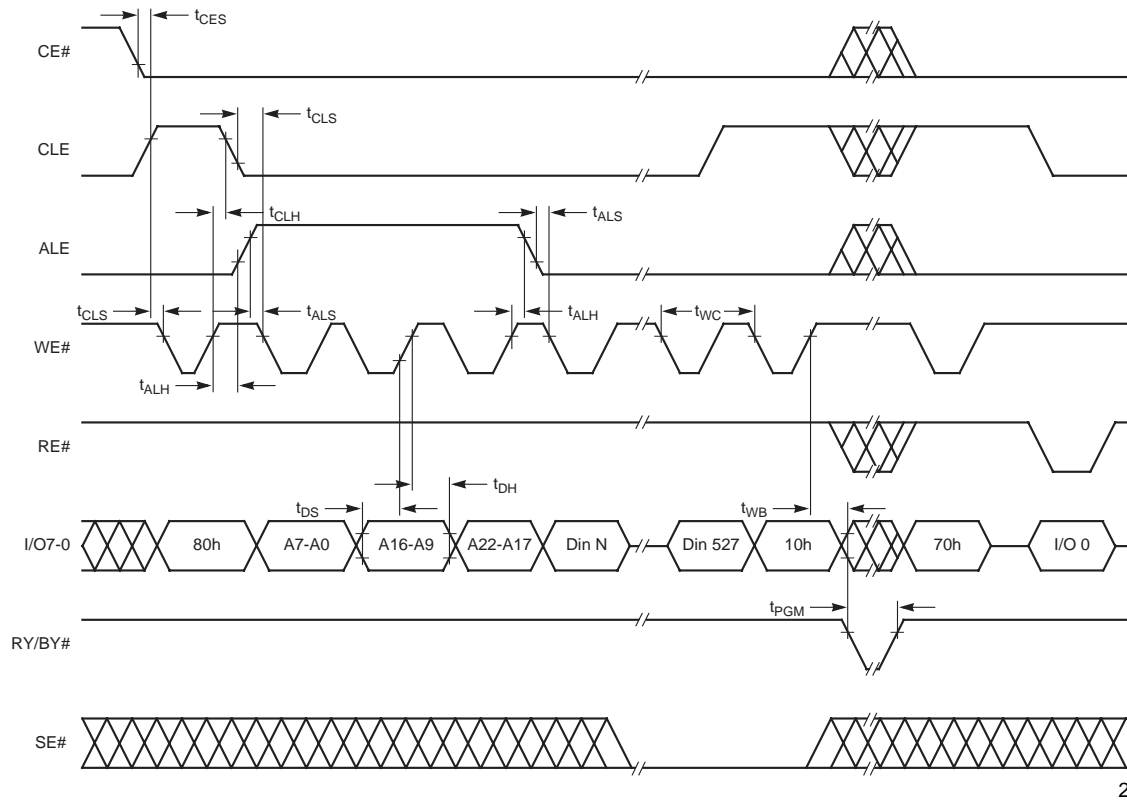 tCES
CE#
tCLS
CLE
tCLH
tALS
ALE
tCLS
tALS
tALH
tWC
WE#
tALH
RE#
tDS
tDH
tWB
I/O7-0
80h
A7-A0
A16-A9
A22-A17
Din N
Din 527
10h
70h
I/O 0
tPGM
RY/BY#
SE#
2